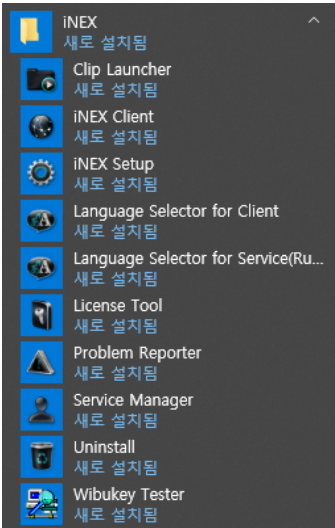 iNEX
새로 설치됨
Clip Launcher
새로 설치됨
iNEX Client
새로 설치됨
iNEX Setup
새로 설치됨
Language Selector for Client
새로 설치됨
Language Selector for Service(Ru...
새로 설치됨
License Tool
새로 설치됨
Problem Reporter
새로 설치됨
Service Manager
새로 설치됨
Uninstall
새로 설치됨
Wibukey Tester
새로 설치됨